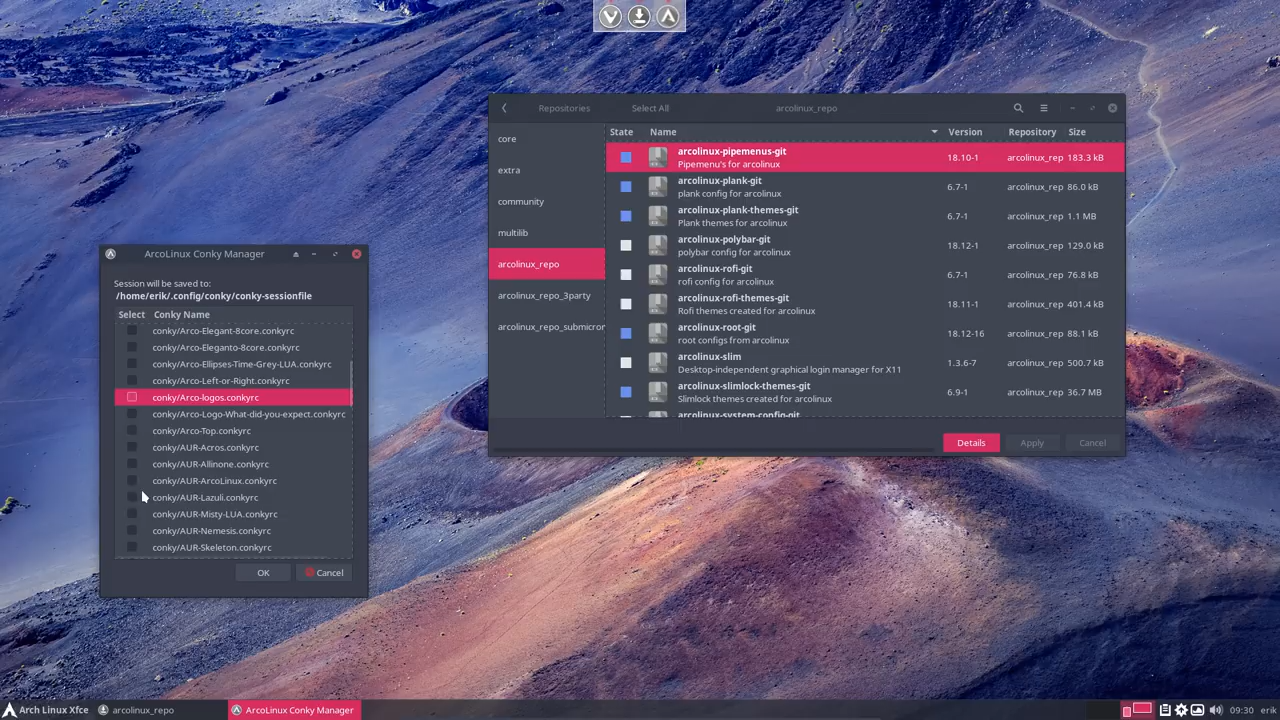 Repositories Select All arcolinux_repo
State Name Version Repository Size
core
extra
community
multilib
arcolinux_repo
arcolinux_repo_3party
arcolinux_repo_submicron
arcolinux-pipemenus-git
Pipemenu's for arcolinux
18.10-1 arcolinux_rep 183.3 kB
arcolinux-plank-git
plank config for arcolinux
6.7-1 arcolinux_rep 86.0 kB
arcolinux-plank-themes-git
Plank themes for arcolinux
6.7-1 arcolinux_rep 1.1 MB
arcolinux-polybar-git
polybar config for arcolinux
18.12-1 arcolinux_rep 129.0 kB
arcolinux-rofi-git
rofi config for arcolinux
6.7-1 arcolinux_rep 76.8 kB
arcolinux-rofi-themes-git
Rofi themes created for arcolinux
18.11-1 arcolinux_rep 401.4 kB
arcolinux-root-git
root configs from arcolinux
18.12-16 arcolinux_rep 88.1 kB
arcolinux-slim
Desktop-independent graphical login manager for X11
1.3.6-7 arcolinux_rep 500.7 kB
arcolinux-slimlock-themes-git
Slimlock themes created for arcolinux
6.9-1 arcolinux_rep 36.7 MB
arcolinux-system-config-git
Details Apply Cancel
ArcoLinux Conky Manager
Session will be saved to:
/home/erik/.config/conky/conky-sessionfile
Select Conky Name
conky/Arco-Elegant-8core.conkyrc
conky/Arco-Eleganto-8core.conkyrc
conky/Arco-Ellipses-Time-Grey-LUA.conkyrc
conky/Arco-Left-or-Right.conkyrc
conky/Arco-logos.conkyrc
conky/Arco-Logo-What-did-you-expect.conkyrc
conky/Arco-Top.conkyrc
conky/AUR-Acros.conkyrc
conky/AUR-Allinone.conkyrc
conky/AUR-ArcoLinux.conkyrc
conky/AUR-Lazuli.conkyrc
conky/AUR-Misty-LUA.conkyrc
conky/AUR-Nemesis.conkyrc
conky/AUR-Skeleton.conkyrc
OK Cancel
Arch Linux Xfce arcolinux_repo ArcoLinux Conky Manager 09:30 erik